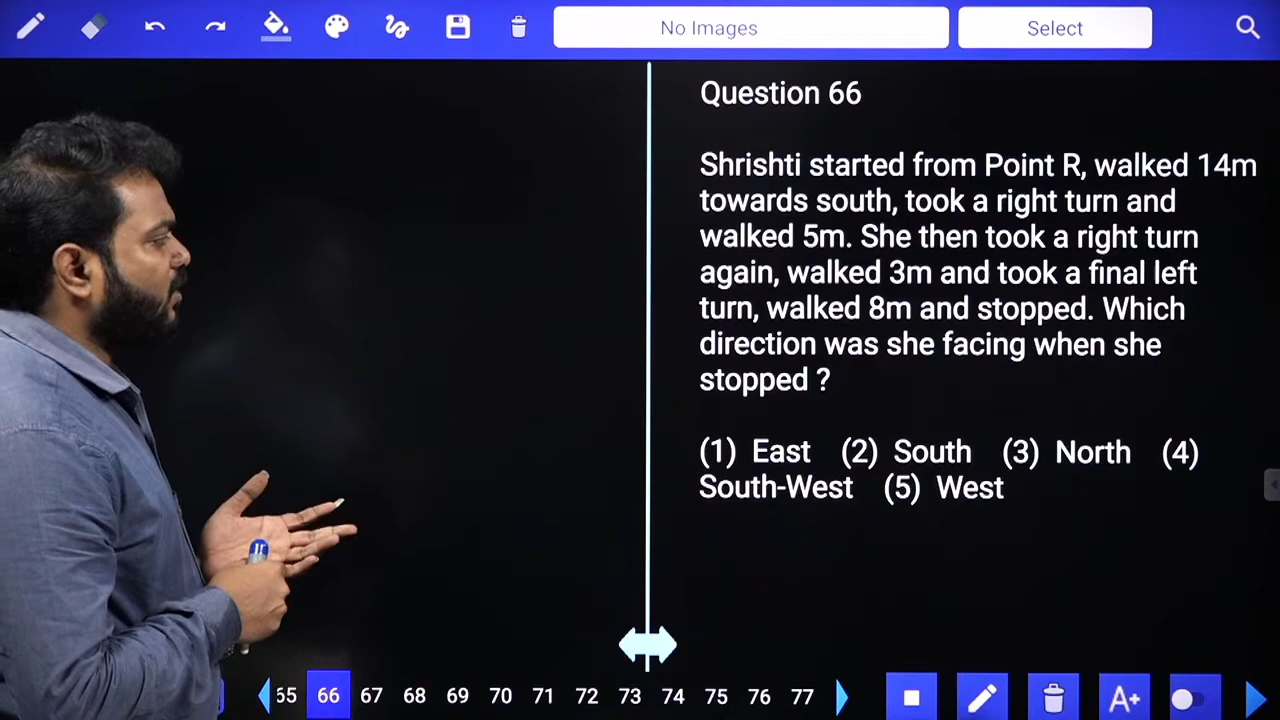 No Images
Select
Question 66
Shrishti started from Point R, walked 14m
towards south, took a right turn and
walked 5m. She then took a right turn
again, walked 3m and took a final left
turn, walked 8m and stopped. Which
direction was she facing when she
stopped ?
(1) East (2) South (3) North (4)
South-West (5) West
65 66 67 68 69 70 71 72 73 74 75 76 77
A+